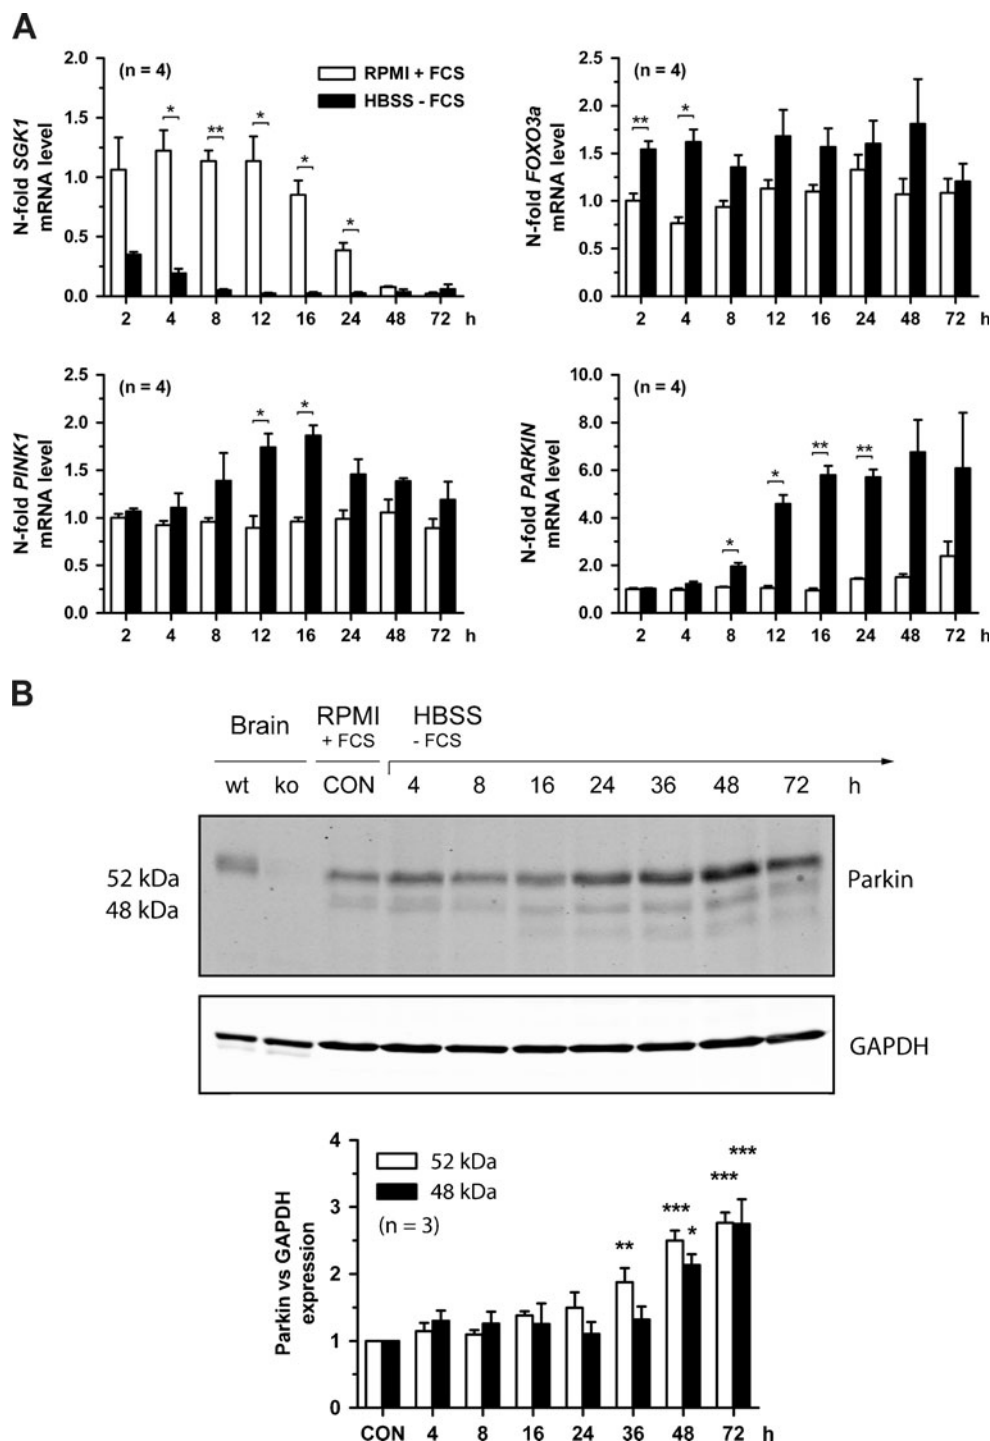 A
2.0
1.5
1.0
0.5
0.0
N-fold SGK1
mRNA level
(n = 4)
RPMI + FCS
HBSS - FCS
*
**
*
*
*
2 4 8 12 16 24 48 72 h
2.5
2.0
1.5
1.0
0.5
0.0
N-fold FOXO3a
mRNA level
(n = 4)
**
*
2 4 8 12 16 24 48 72 h
2.5
2.0
1.5
1.0
0.5
0.0
N-fold PINK1
mRNA level
(n = 4)
*
*
2 4 8 12 16 24 48 72 h
10.0
8.0
6.0
4.0
2.0
0.0
N-fold PARKIN
mRNA level
(n = 4)
*
*
**
**
2 4 8 12 16 24 48 72 h
B
Brain
RPMI
+ FCS
HBSS
- FCS
wt ko CON 4 8 16 24 36 48 72 h
52 kDa
48 kDa
Parkin
GAPDH
4
3
2
1
0
Parkin vs GAPDH
expression
52 kDa
48 kDa
(n = 3)
**
***
*
***
***
CON 4 8 16 24 36 48 72 h